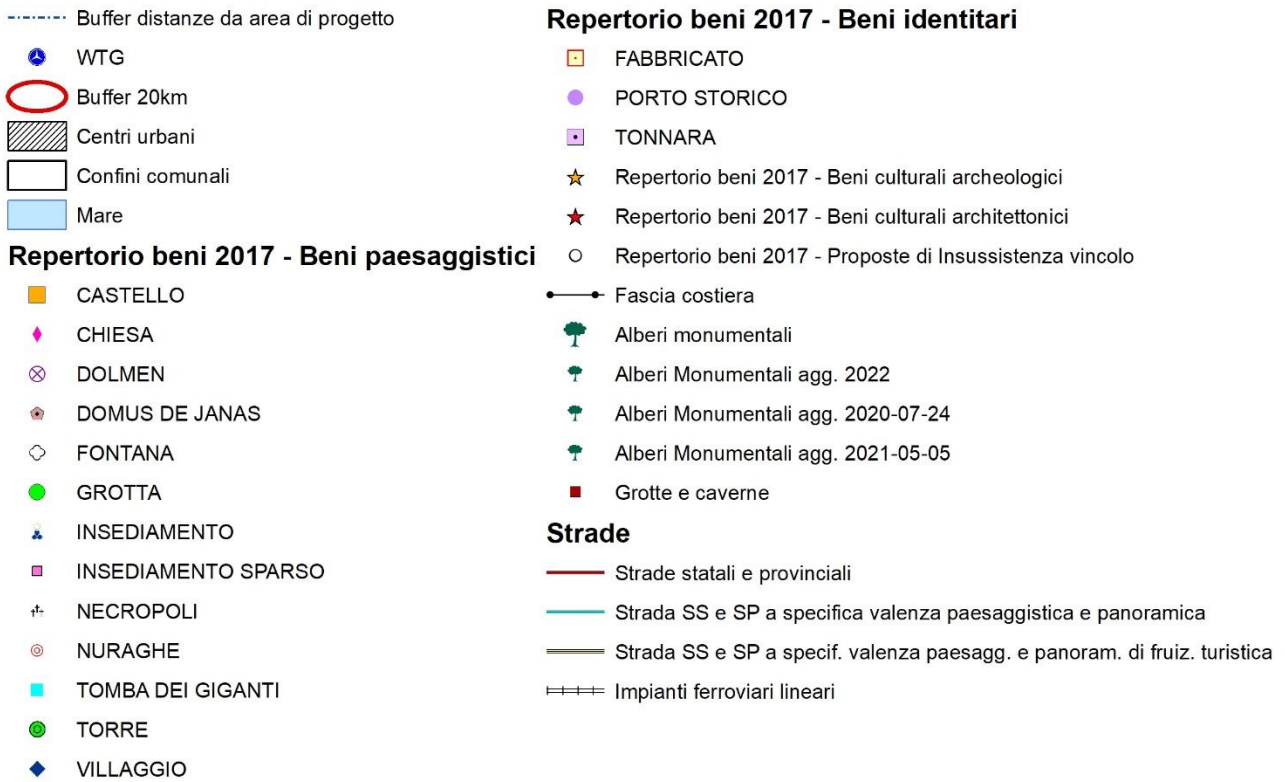 Buffer distanze da area di progetto
WTG
Buffer 20km
Centri urbani
Confini comunali
Mare
Repertorio beni 2017 - Beni paesaggistici
CASTELLO
CHIESA
DOLMEN
DOMUS DE JANAS
FONTANA
GROTTA
INSEDIAMENTO
INSEDIAMENTO SPARSO
NECROPOLI
NURAGHE
TOMBA DEI GIGANTI
TORRE
VILLAGGIO
Repertorio beni 2017 - Beni identitari
FABBRICATO
PORTO STORICO
TONNARA
Repertorio beni 2017 - Beni culturali archeologici
Repertorio beni 2017 - Beni culturali architettonici
Repertorio beni 2017 - Proposte di Insussistenza vincolo
Fascia costiera
Alberi monumentali
Alberi Monumentali agg. 2022
Alberi Monumentali agg. 2020-07-24
Alberi Monumentali agg. 2021-05-05
Grotte e caverne
Strade
Strade statali e provinciali
Strada SS e SP a specifica valenza paesaggistica e panoramica
Strada SS e SP a specif. valenza paesagg. e panoram. di fruiz. turistica
Impianti ferroviari lineari